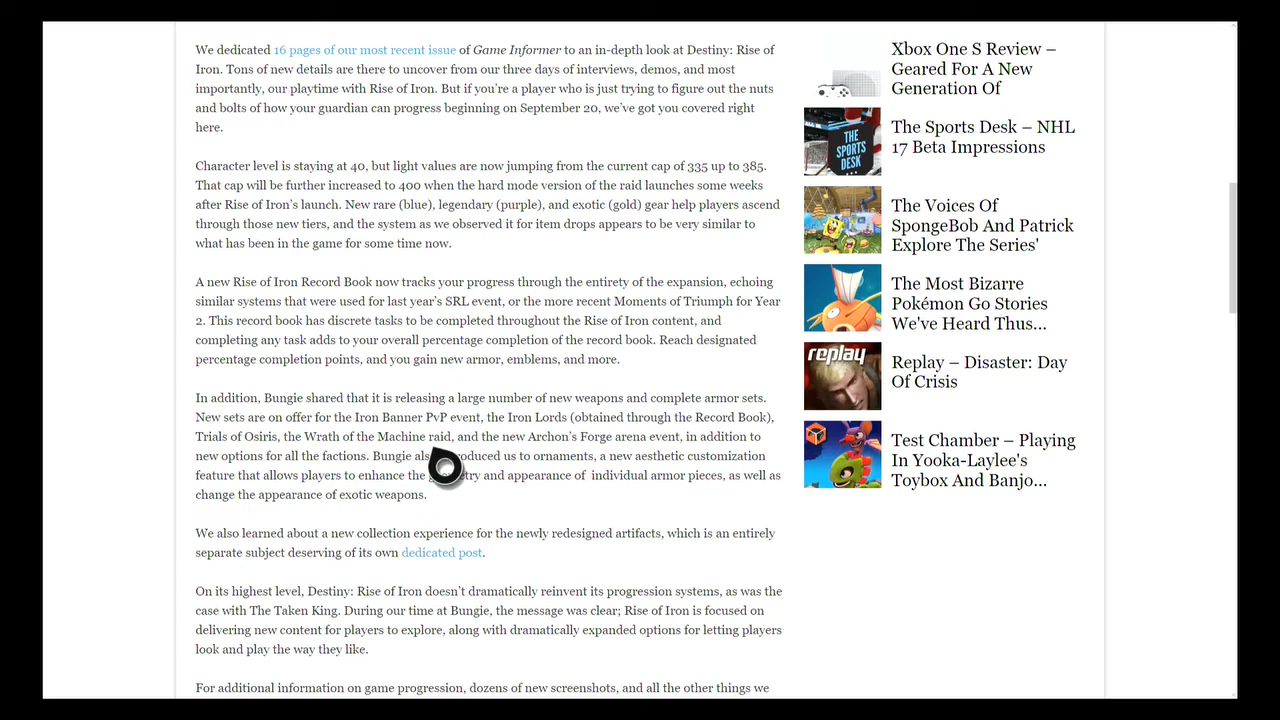 We dedicated 16 pages of our most recent issue of Game Informer to an in-depth look at Destiny: Rise of
Iron. Tons of new details are there to uncover from our three days of interviews, demos, and most
importantly, our playtime with Rise of Iron. But if you're a player who is just trying to figure out the nuts
and bolts of how your guardian can progress beginning on September 20, we've got you covered right
here.
Character level is staying at 40, but light values are now jumping from the current cap of 335 up to 385.
That cap will be further increased to 400 when the hard mode version of the raid launches some weeks
after Rise of Iron's launch. New rare (blue), legendary (purple), and exotic (gold) gear help players ascend
through those new tiers, and the system as we observed it for item drops appears to be very similar to
what has been in the game for some time now.
A new Rise of Iron Record Book now tracks your progress through the entirety of the expansion, echoing
similar systems that were used for last year's SRL event, or the more recent Moments of Triumph for Year
2. This record book has discrete tasks to be completed throughout the Rise of Iron content, and
completing any task adds to your overall percentage completion of the record book. Reach designated
percentage completion points, and you gain new armor, emblems, and more.
In addition, Bungie shared that it is releasing a large number of new weapons and complete armor sets.
New sets are on offer for the Iron Banner PvP event, the Iron Lords (obtained through the Record Book),
Trials of Osiris, the Wrath of the Machine raid, and the new Archon's Forge arena event, in addition to
new options for all the factions. Bungie us to ornaments, a new aesthetic customization
feature that allows players to enhance the and appearance of individual armor pieces, as well as
change the appearance of exotic weapons.
We also learned about a new collection experience for the newly redesigned artifacts, which is an entirely
separate subject deserving of its own dedicated post.
On its highest level, Destiny: Rise of Iron doesn't dramatically reinvent its progression systems, as was the
case with The Taken King. During our time at Bungie, the message was clear; Rise of Iron is focused on
delivering new content for players to explore, along with dramatically expanded options for letting players
look and play the way they like.
For additional information on game progression, dozens of new screenshots, and all the other things we
Xbox One S Review –
Geared For A New
Generation Of
THE
SPORTS
DESK
The Sports Desk – NHL
17 Beta Impressions
The Voices Of
SpongeBob And Patrick
Explore The Series'
The Most Bizarre
Pokémon Go Stories
We've Heard Thus...
replay
Replay – Disaster: Day
Of Crisis
Test Chamber – Playing
In Yooka-Laylee's
Toybox And Banjo...